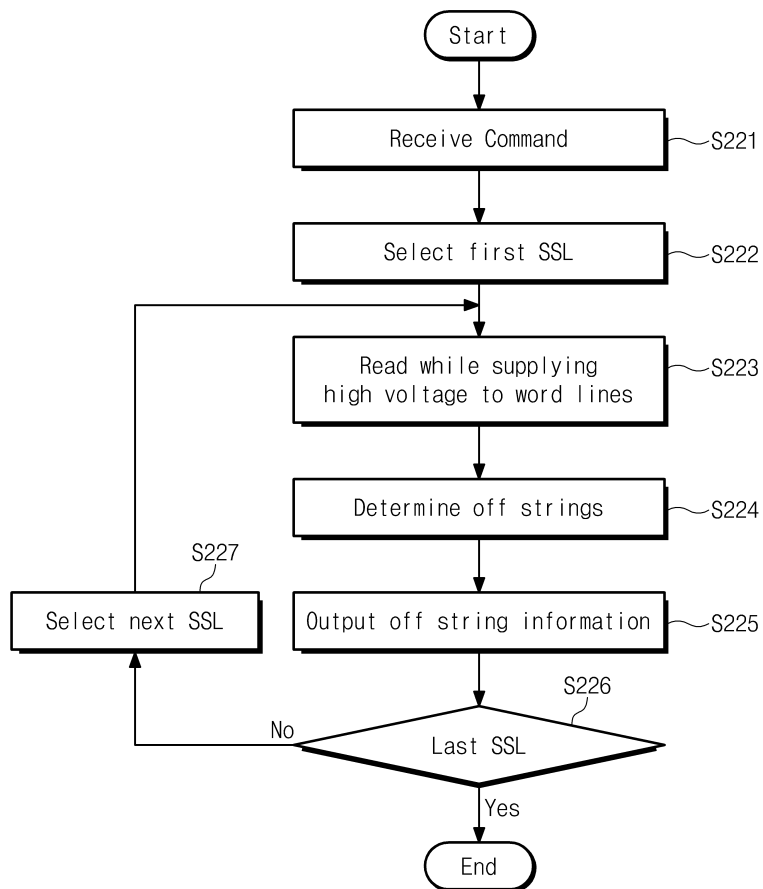 Start
Receive Command
S221
Select first SSL
S222
Read while supplying
high voltage to word lines
S223
Determine off strings
S224
S227
Select next SSL
Output off string information
S225
S226
No
Last SSL
Yes
End